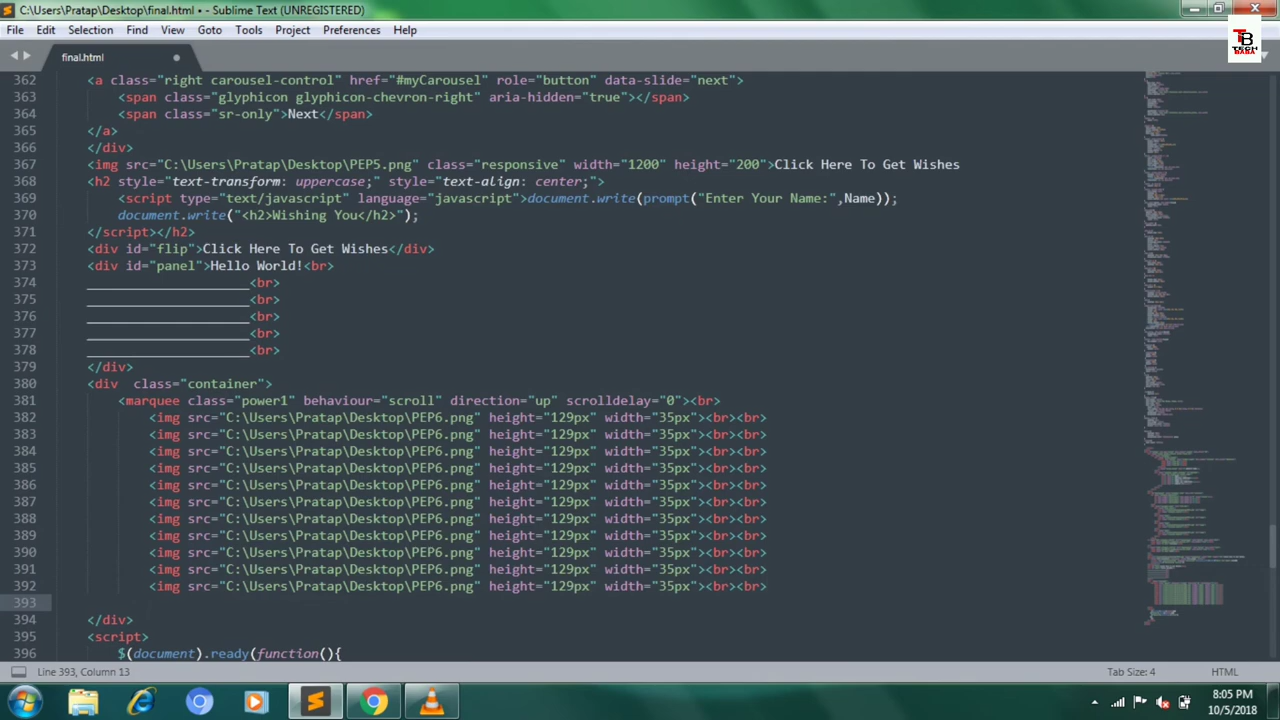 C:\Users\Pratap\Desktop\final.html • - Sublime Text (UNREGISTERED)
File Edit Selection Find View Goto Tools Project Preferences Help
TB
TECH BABA
final.html
362 <a class="right carousel-control" href="#myCarousel" role="button" data-slide="next">
363 <span class="glyphicon glyphicon-chevron-right" aria-hidden="true"></span>
364 <span class="sr-only">Next</span>
365 </a>
366 </div>
367 <img src="C:\Users\Pratap\Desktop\PEP5.png" class="responsive" width="1200" height="200">Click Here To Get Wishes
368 <h2 style="text-transform: uppercase;" style="text-align: center;">
369 <script type="text/javascript" language="javascript">document.write(prompt("Enter Your Name:",Name));
370 document.write("<h2>Wishing You</h2>");
371 </script></h2>
372 <div id="flip">Click Here To Get Wishes</div>
373 <div id="panel">Hello World!<br>
374 _____________________<br>
375 _____________________<br>
376 _____________________<br>
377 _____________________<br>
378 _____________________<br>
379 </div>
380 <div  class="container">
381 <marquee class="power1" behaviour="scroll" direction="up" scrolldelay="0"><br>
382 <img src="C:\Users\Pratap\Desktop\PEP6.png" height="129px" width="35px"><br><br>
383 <img src="C:\Users\Pratap\Desktop\PEP6.png" height="129px" width="35px"><br><br>
384 <img src="C:\Users\Pratap\Desktop\PEP6.png" height="129px" width="35px"><br><br>
385 <img src="C:\Users\Pratap\Desktop\PEP6.png" height="129px" width="35px"><br><br>
386 <img src="C:\Users\Pratap\Desktop\PEP6.png" height="129px" width="35px"><br><br>
387 <img src="C:\Users\Pratap\Desktop\PEP6.png" height="129px" width="35px"><br><br>
388 <img src="C:\Users\Pratap\Desktop\PEP6.png" height="129px" width="35px"><br><br>
389 <img src="C:\Users\Pratap\Desktop\PEP6.png" height="129px" width="35px"><br><br>
390 <img src="C:\Users\Pratap\Desktop\PEP6.png" height="129px" width="35px"><br><br>
391 <img src="C:\Users\Pratap\Desktop\PEP6.png" height="129px" width="35px"><br><br>
392 <img src="C:\Users\Pratap\Desktop\PEP6.png" height="129px" width="35px"><br><br>
393
394 </div>
395 <script>
396 $(document).ready(function(){
Line 393, Column 13 Tab Size: 4 HTML
8:05 PM
10/5/2018